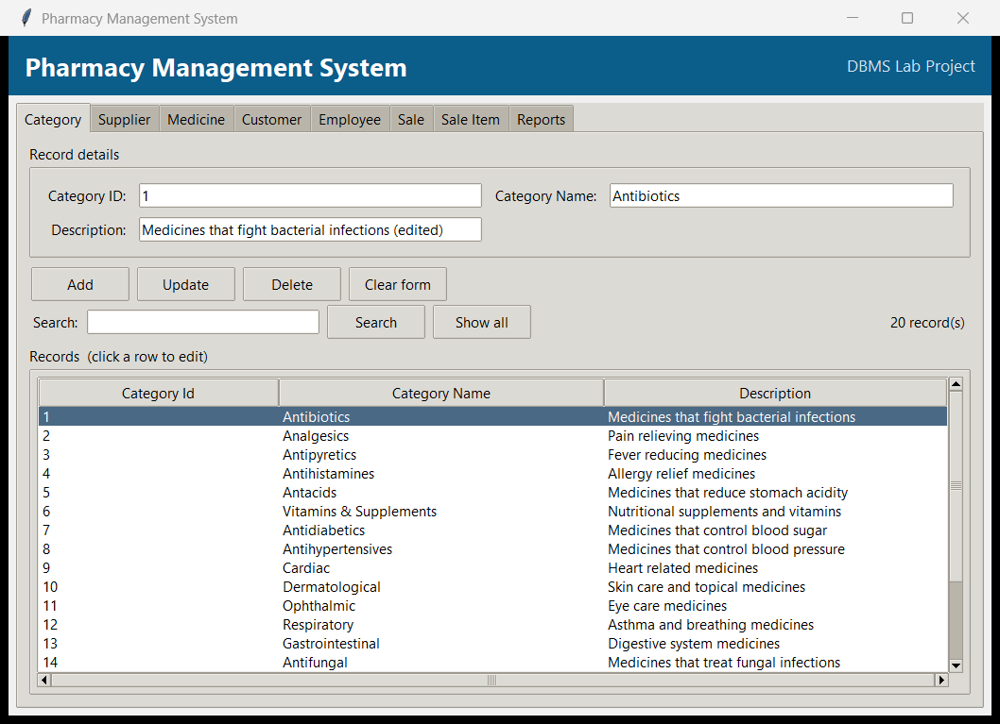 Pharmacy Management System
Pharmacy Management System
DBMS Lab Project
Category Supplier Medicine Customer Employee Sale Sale Item Reports
Record details
Category ID: 1 Category Name: Antibiotics
Description: Medicines that fight bacterial infections (edited)
Add Update Delete Clear form
Search: Search Show all 20 record(s)
Records (click a row to edit)
Category Id Category Name Description
1 Antibiotics Medicines that fight bacterial infections
2 Analgesics Pain relieving medicines
3 Antipyretics Fever reducing medicines
4 Antihistamines Allergy relief medicines
5 Antacids Medicines that reduce stomach acidity
6 Vitamins & Supplements Nutritional supplements and vitamins
7 Antidiabetics Medicines that control blood sugar
8 Antihypertensives Medicines that control blood pressure
9 Cardiac Heart related medicines
10 Dermatological Skin care and topical medicines
11 Ophthalmic Eye care medicines
12 Respiratory Asthma and breathing medicines
13 Gastrointestinal Digestive system medicines
14 Antifungal Medicines that treat fungal infections